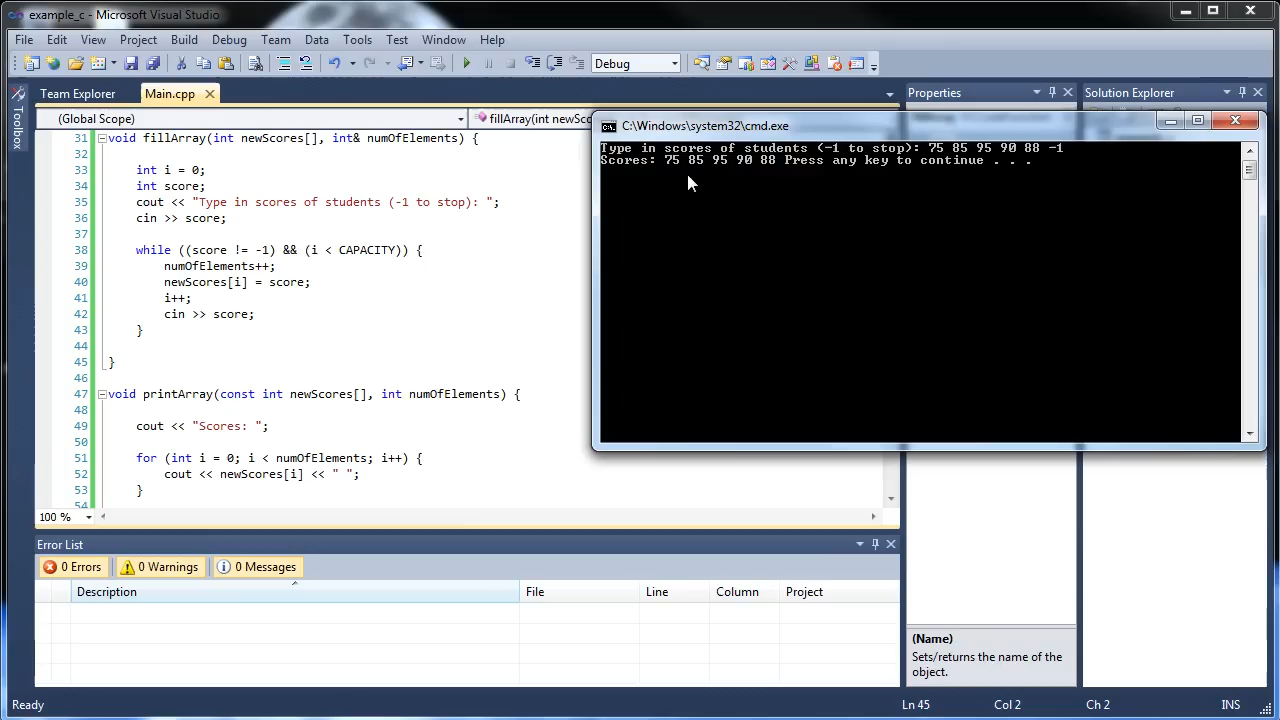 example_c - Microsoft Visual Studio
File Edit View Project Build Debug Team Data Tools Test Window Help
Debug
Team Explorer Main.cpp
Properties
Solution Explorer
Toolbox
(Global Scope)
fillArray(int newSc
C:\Windows\system32\cmd.exe
Type in scores of students (-1 to stop): 75 85 95 90 88 -1
Scores: 75 85 95 90 88 Press any key to continue . . .
31 void fillArray(int newScores[], int& numOfElements) {
32
33 int i = 0;
34 int score;
35 cout << "Type in scores of students (-1 to stop): ";
36 cin >> score;
37
38 while ((score != -1) && (i < CAPACITY)) {
39 numOfElements++;
40 newScores[i] = score;
41 i++;
42 cin >> score;
43 }
44
45 }
46
47 void printArray(const int newScores[], int numOfElements) {
48
49 cout << "Scores: ";
50
51 for (int i = 0; i < numOfElements; i++) {
52 cout << newScores[i] << " ";
53 }
54
100 %
Error List
0 Errors 0 Warnings 0 Messages
Description File Line Column Project
(Name)
Sets/returns the name of the
object.
Ready Ln 45 Col 2 Ch 2 INS